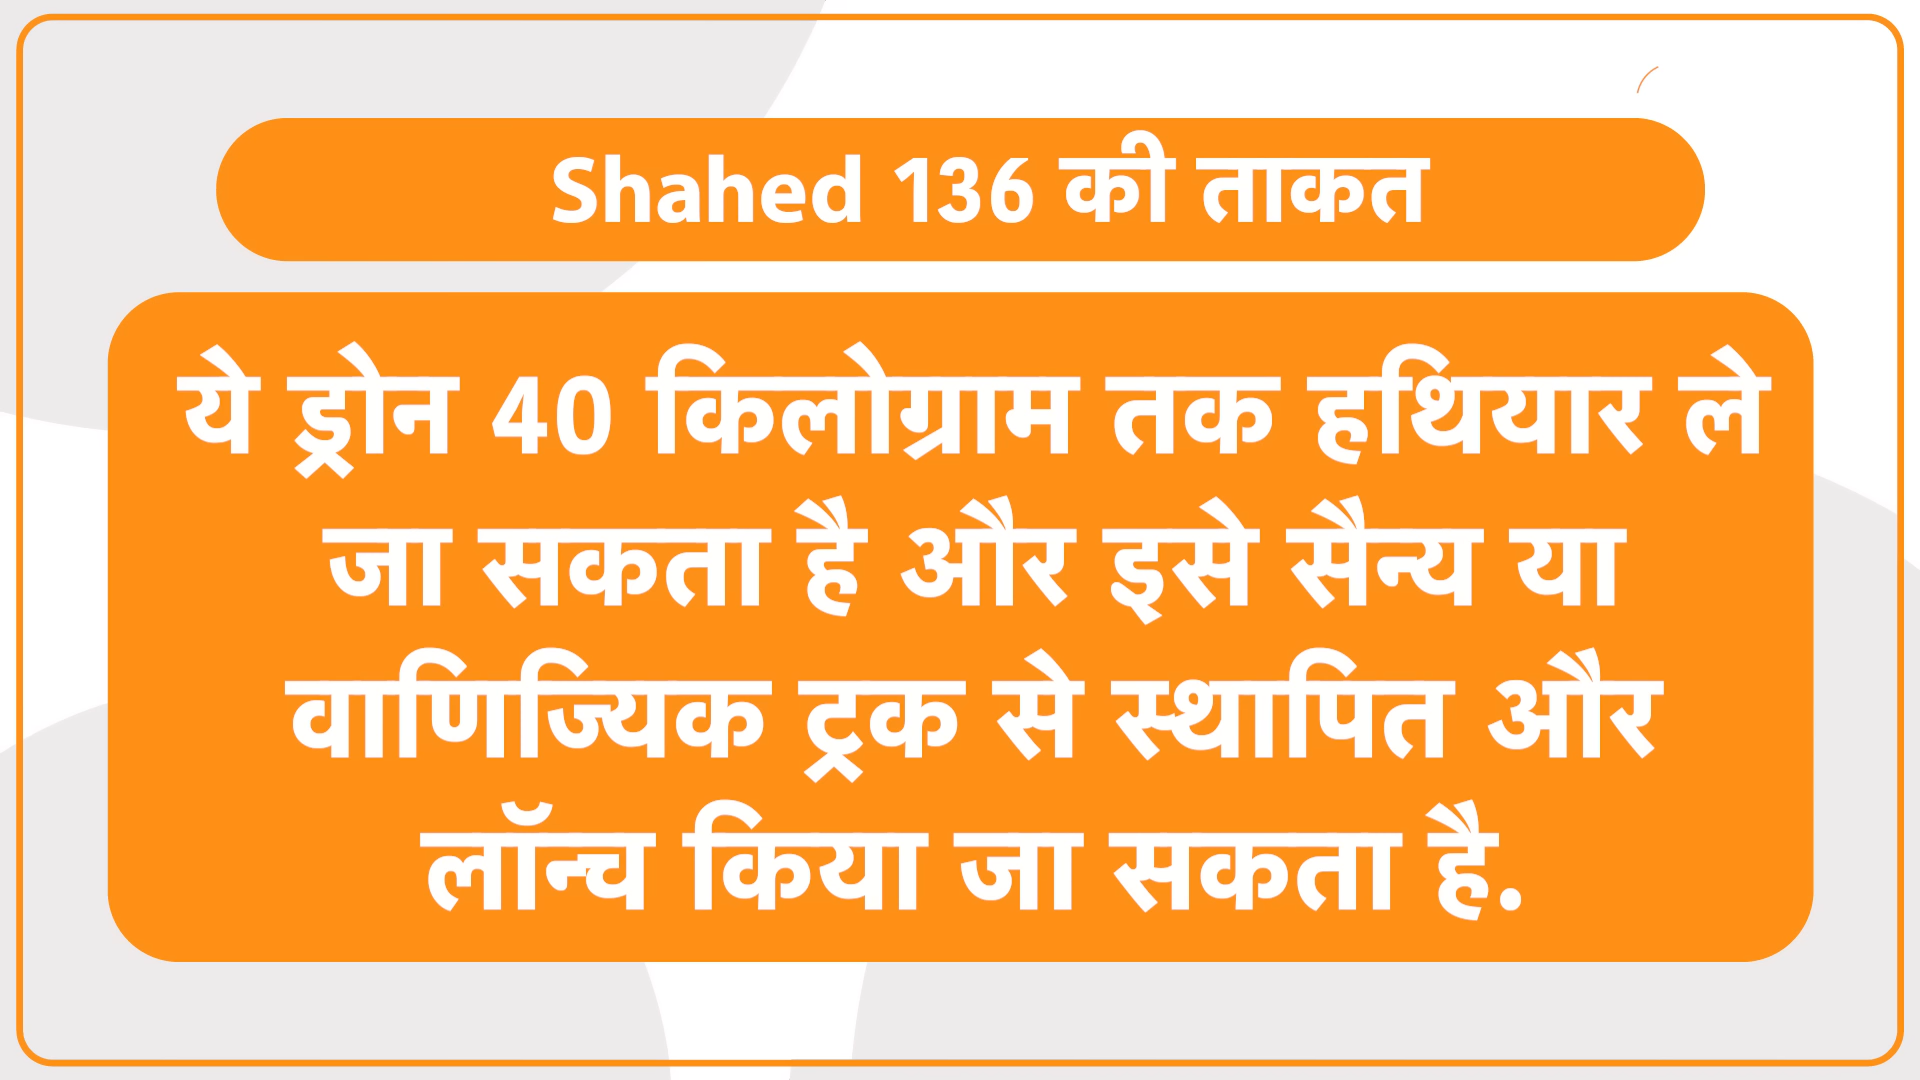 Shahed 136 की ताकत
ये ड्रोन 40 किलोग्राम तक हथियार ले
जा सकता है और इसे सैन्य या
वाणिज्यिक ट्रक से स्थापित और
लॉन्च किया जा सकता है.